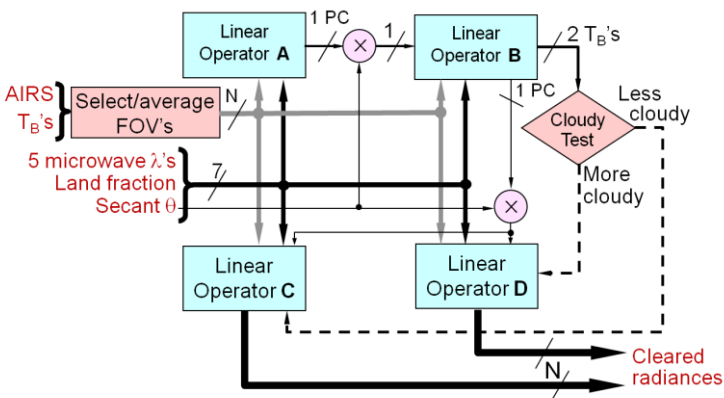 Linear
Operator A
1 PC
×
1
Linear
Operator B
2 TB's
AIRS
TB's
Select/average
FOV's
N
1 PC
Cloudy
Test
Less
cloudy
More
cloudy
5 microwave λ's
Land fraction
Secant θ
7
×
Linear
Operator C
Linear
Operator D
N
Cleared
radiances